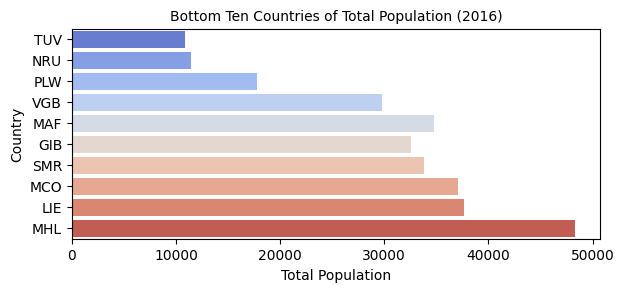 Bottom Ten Countries of Total Population (2016)
Country
TUV
NRU
PLW
VGB
MAF
GIB
SMR
MCO
LIE
MHL
0 10000 20000 30000 40000 50000
Total Population